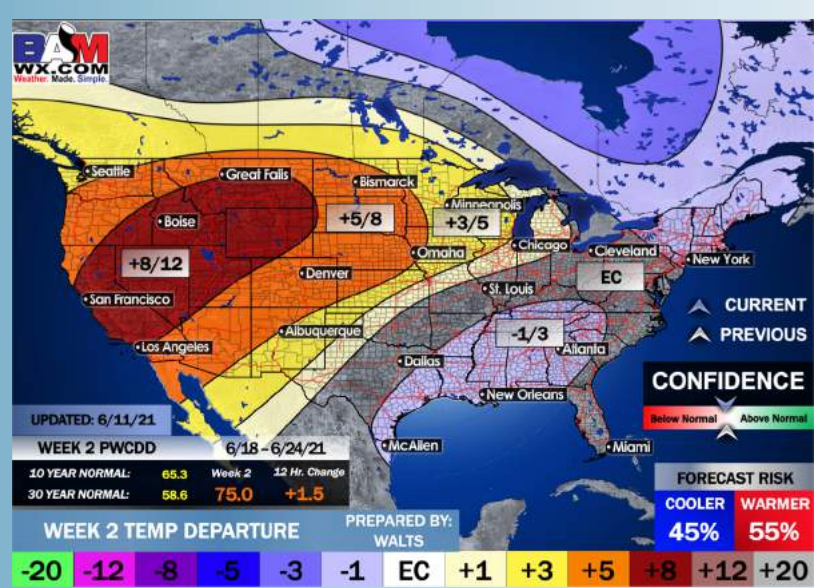 BAM
WX.COM
Weather. Made. Simple.
Seattle
Great Falls
Bismarck
Boise
+5/8
Minneapolis
+3/5
+8/12
Omaha
Chicago
Cleveland
New York
Denver
EC
San Francisco
St. Louis
CURRENT
Los Angeles
Albuquerque
-1/3
PREVIOUS
Dallas
Atlanta
CONFIDENCE
New Orleans
Below Normal
Above Normal
UPDATED: 6/11/21
McAllen
Miami
WEEK 2 PWCDD 6/18 - 6/24/21
10 YEAR NORMAL: 65.3 Week 2 12 Hr. Change
30 YEAR NORMAL: 58.6 75.0 +1.5
FORECAST RISK
COOLER WARMER
45% 55%
WEEK 2 TEMP DEPARTURE
PREPARED BY:
WALTS
-20 -12 -8 -5 -3 -1 EC +1 +3 +5 +8 +12 +20